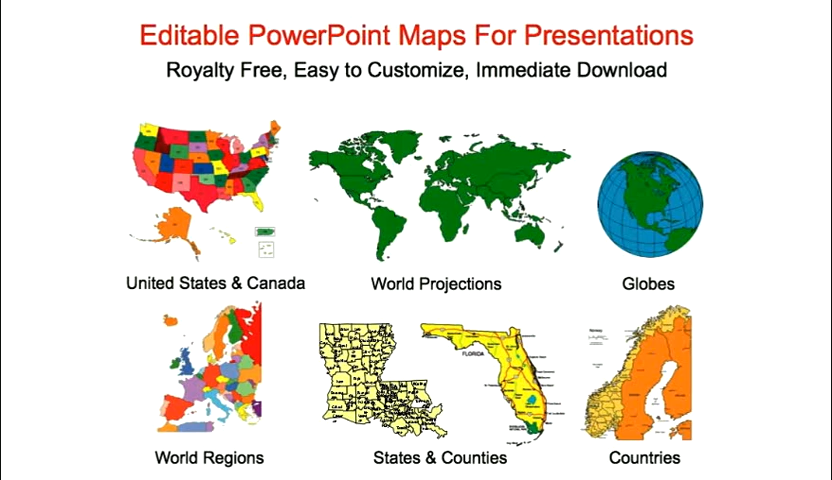 Editable PowerPoint Maps For Presentations
Royalty Free, Easy to Customize, Immediate Download
United States & Canada
World Projections
Globes
FLORIDA
Norway
World Regions
States & Counties
Countries